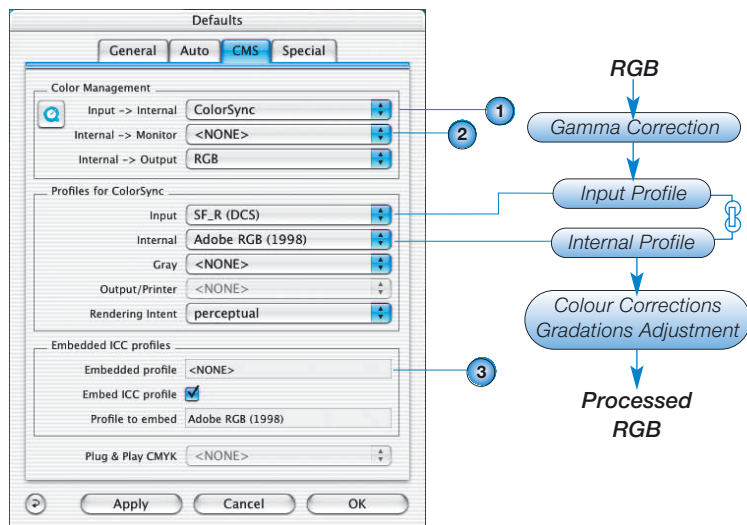 Defaults
General Auto CMS Special
Color Management
Input -> Internal ColorSync
Internal -> Monitor <NONE>
Internal -> Output RGB
Profiles for ColorSync
Input SF_R (DCS)
Internal Adobe RGB (1998)
Gray <NONE>
Output/Printer <NONE>
Rendering Intent perceptual
Embedded ICC profiles
Embedded profile <NONE>
Embed ICC profile
Profile to embed Adobe RGB (1998)
Plug & Play CMYK <NONE>
Apply Cancel OK
1
2
3
RGB
Gamma Correction
Input Profile
Internal Profile
Colour Corrections
Gradations Adjustment
Processed
RGB